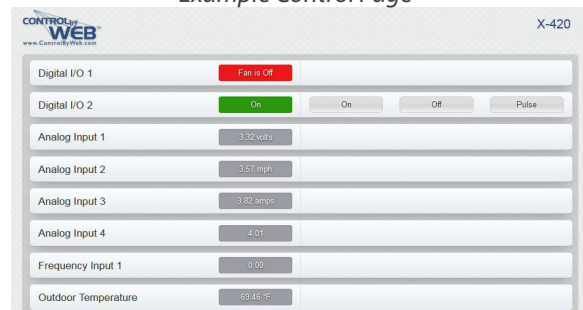 Example Control Page
CONTROL BY WEB
www.ControlByWeb.com
X-420
Digital I/O 1 Fan is Off
Digital I/O 2 On On Off Pulse
Analog Input 1 3.32 volts
Analog Input 2 3.57 mph
Analog Input 3 3.82 amps
Analog Input 4 4.01
Frequency Input 1 0.00
Outdoor Temperature 69.46 °F